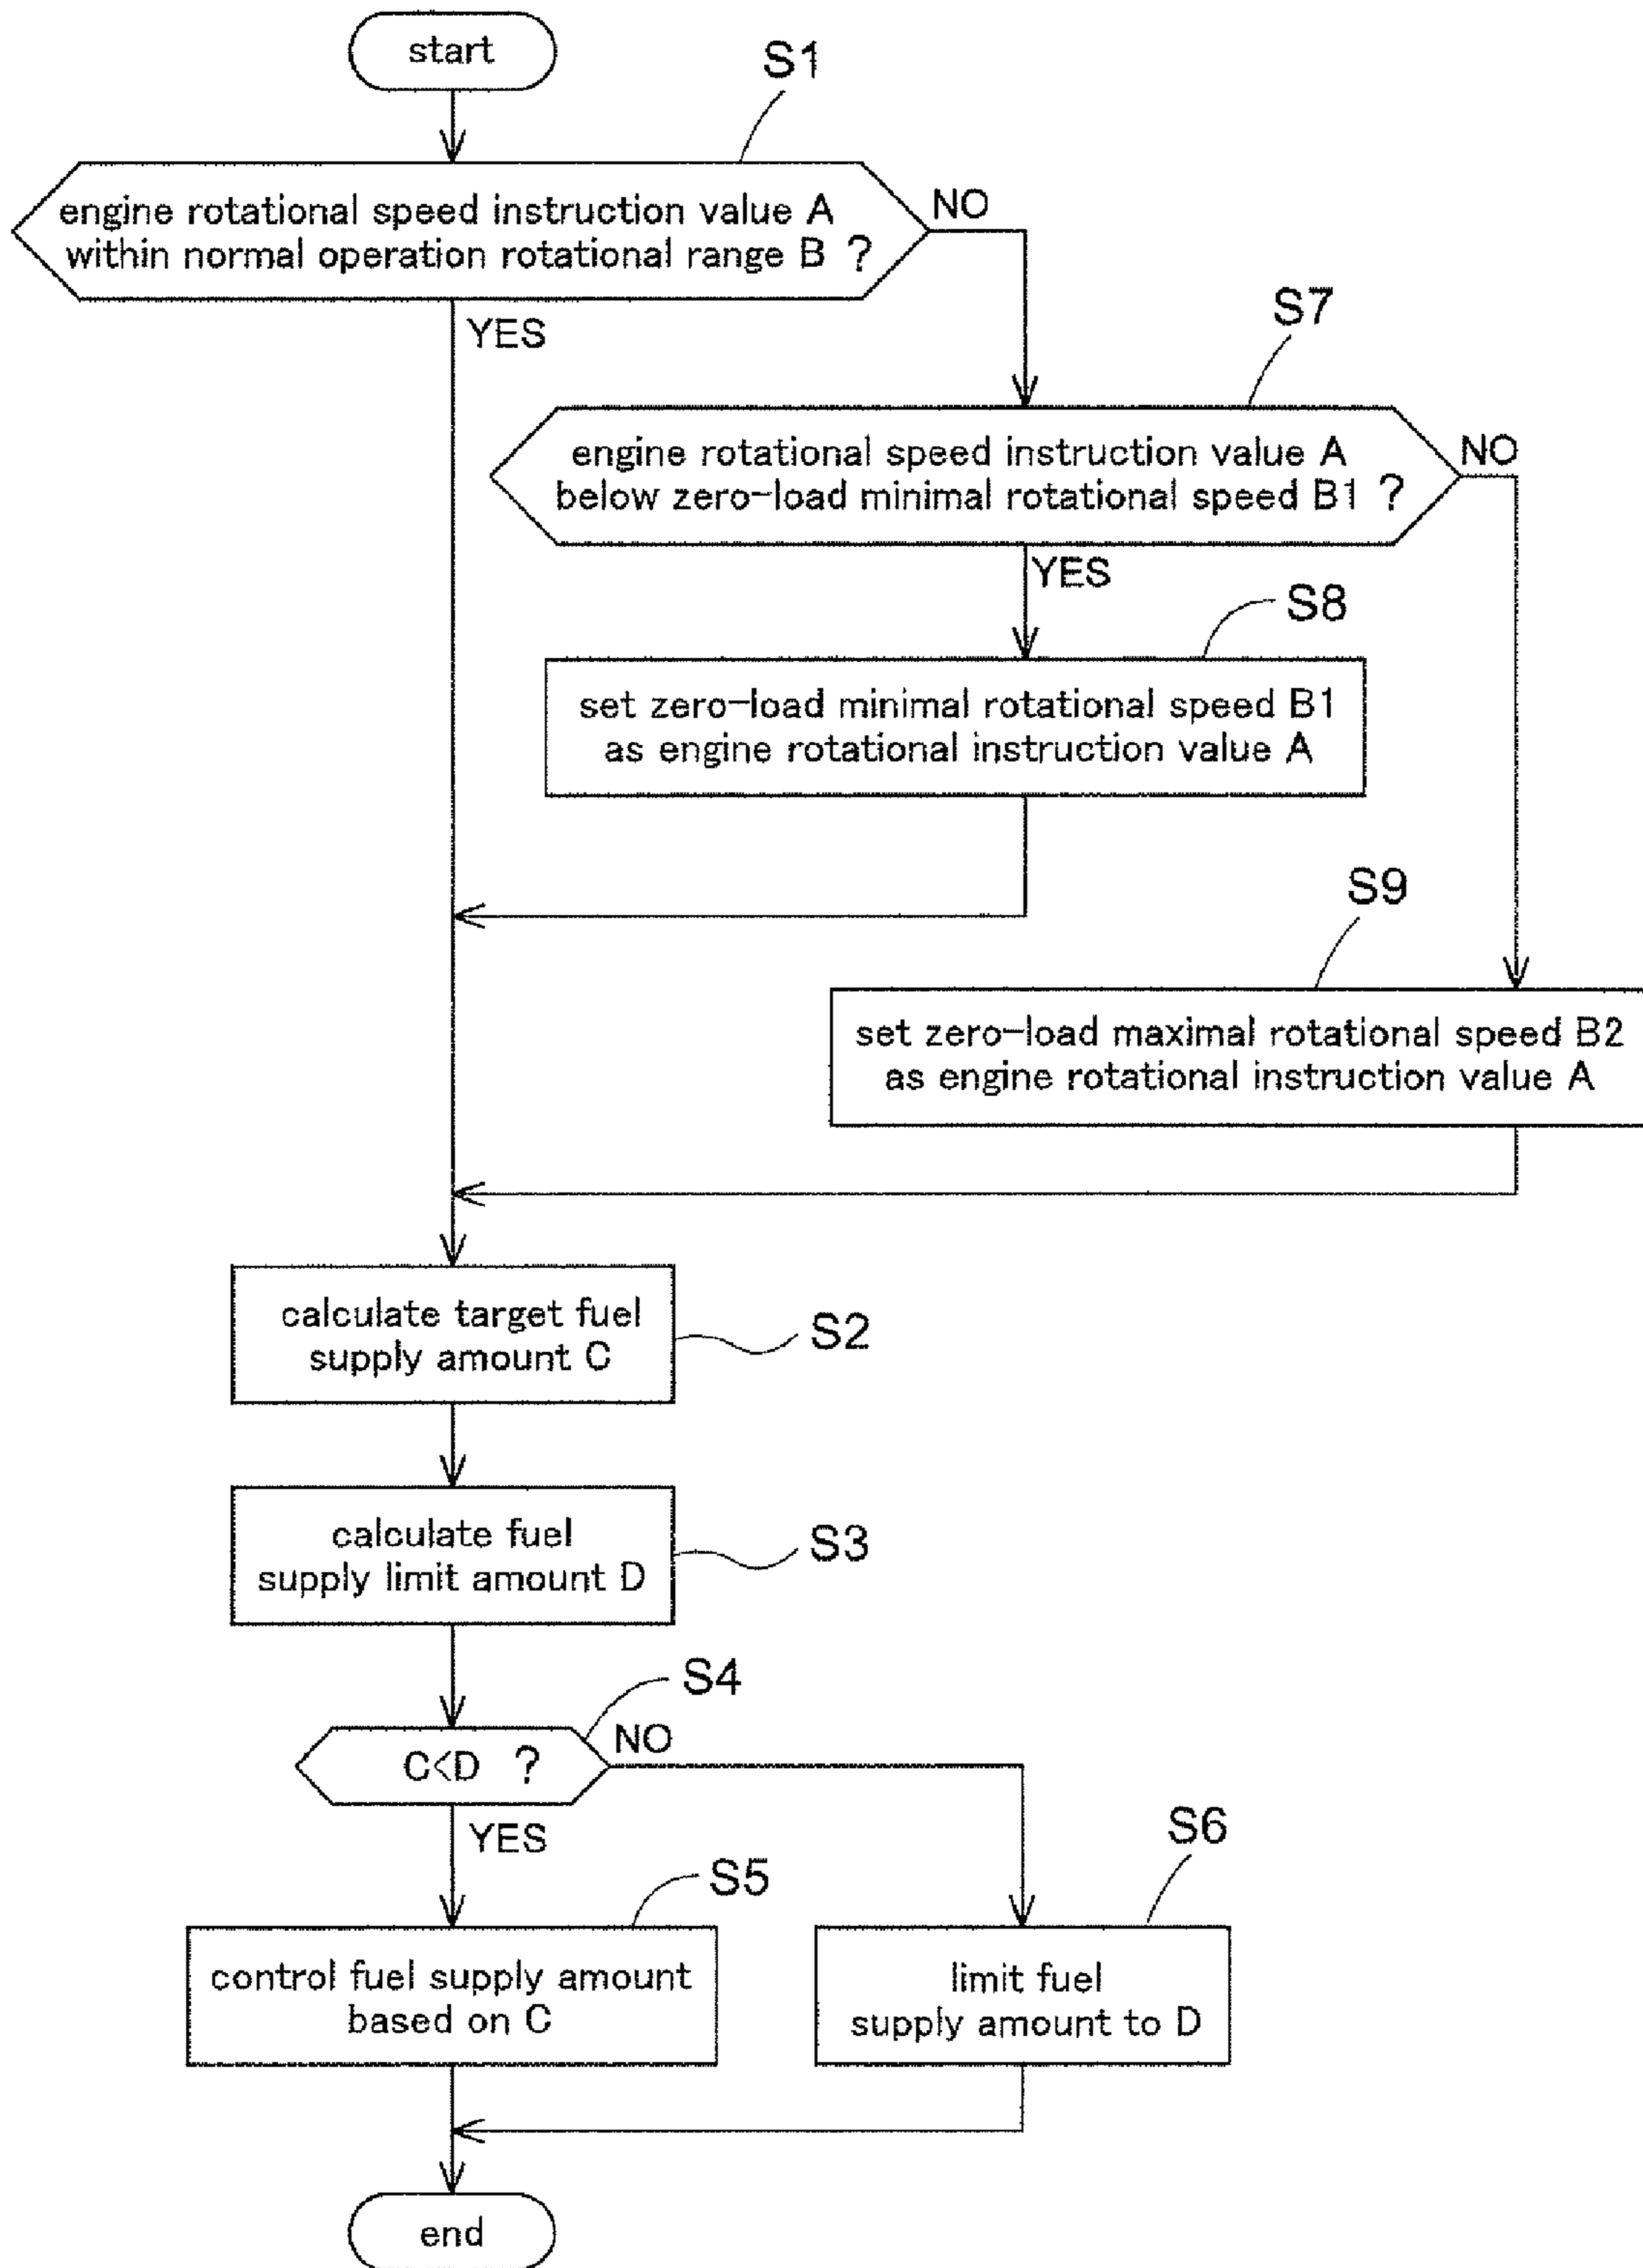 start
S1
engine rotational speed instruction value A
within normal operation rotational range B ?
NO
YES
S7
engine rotational speed instruction value A
below zero-load minimal rotational speed B1 ?
NO
YES
S8
set zero-load minimal rotational speed B1
as engine rotational instruction value A
S9
set zero-load maximal rotational speed B2
as engine rotational instruction value A
calculate target fuel
supply amount C
S2
calculate fuel
supply limit amount D
S3
S4
C<D ?
NO
YES
S5
control fuel supply amount
based on C
S6
limit fuel
supply amount to D
end